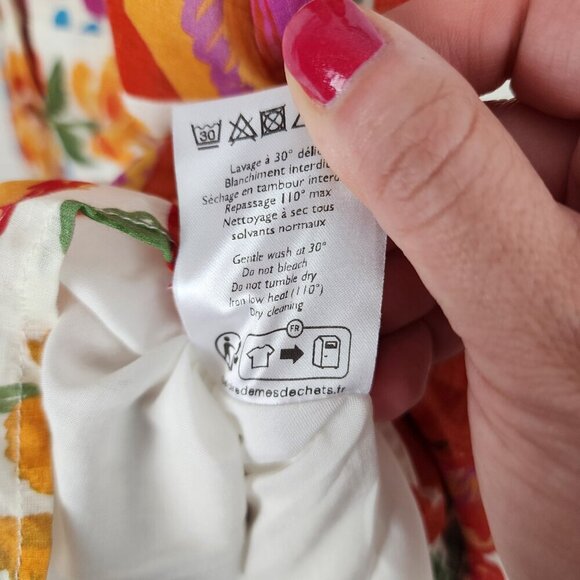 30
Lavage à 30° déli
Blanchiment interdi
Séchage en tambour interd
Repassage 110° max
Nettoyage à sec tous
solvants normaux
Gentle wash at 30°
Do not bleach
Do not tumble dry
Iron low heat (110°)
Dry cleaning
FR
edemesdechets.fr